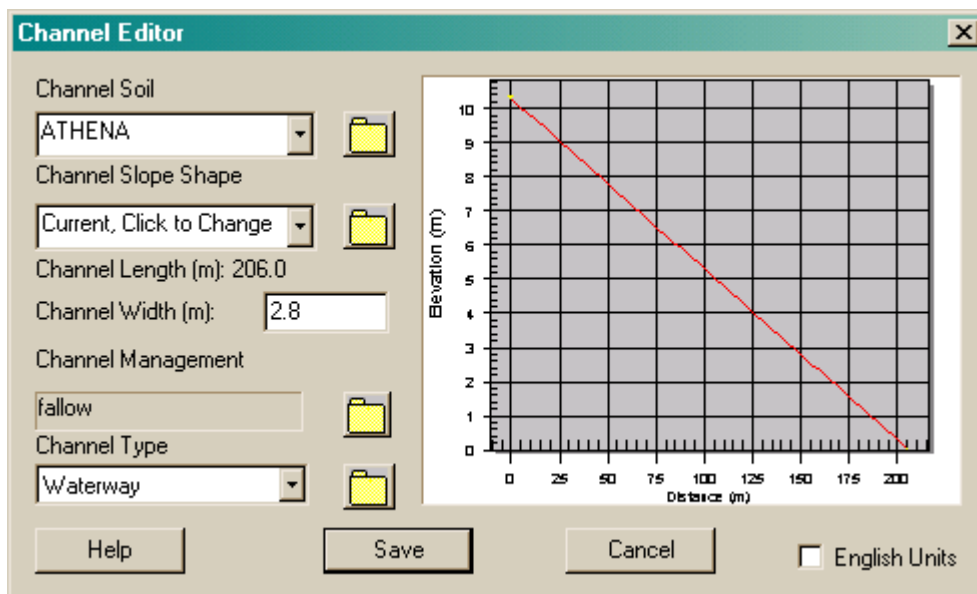 Channel Editor
Channel Soil
ATHENA
Channel Slope Shape
Current, Click to Change
Channel Length (m): 206.0
Channel Width (m): 2.8
Channel Management
fallow
Channel Type
Waterway
Elevation (m)
10
9
8
7
6
5
4
3
2
1
0
0 25 50 75 100 125 150 175 200
Distance (m)
Help Save Cancel English Units